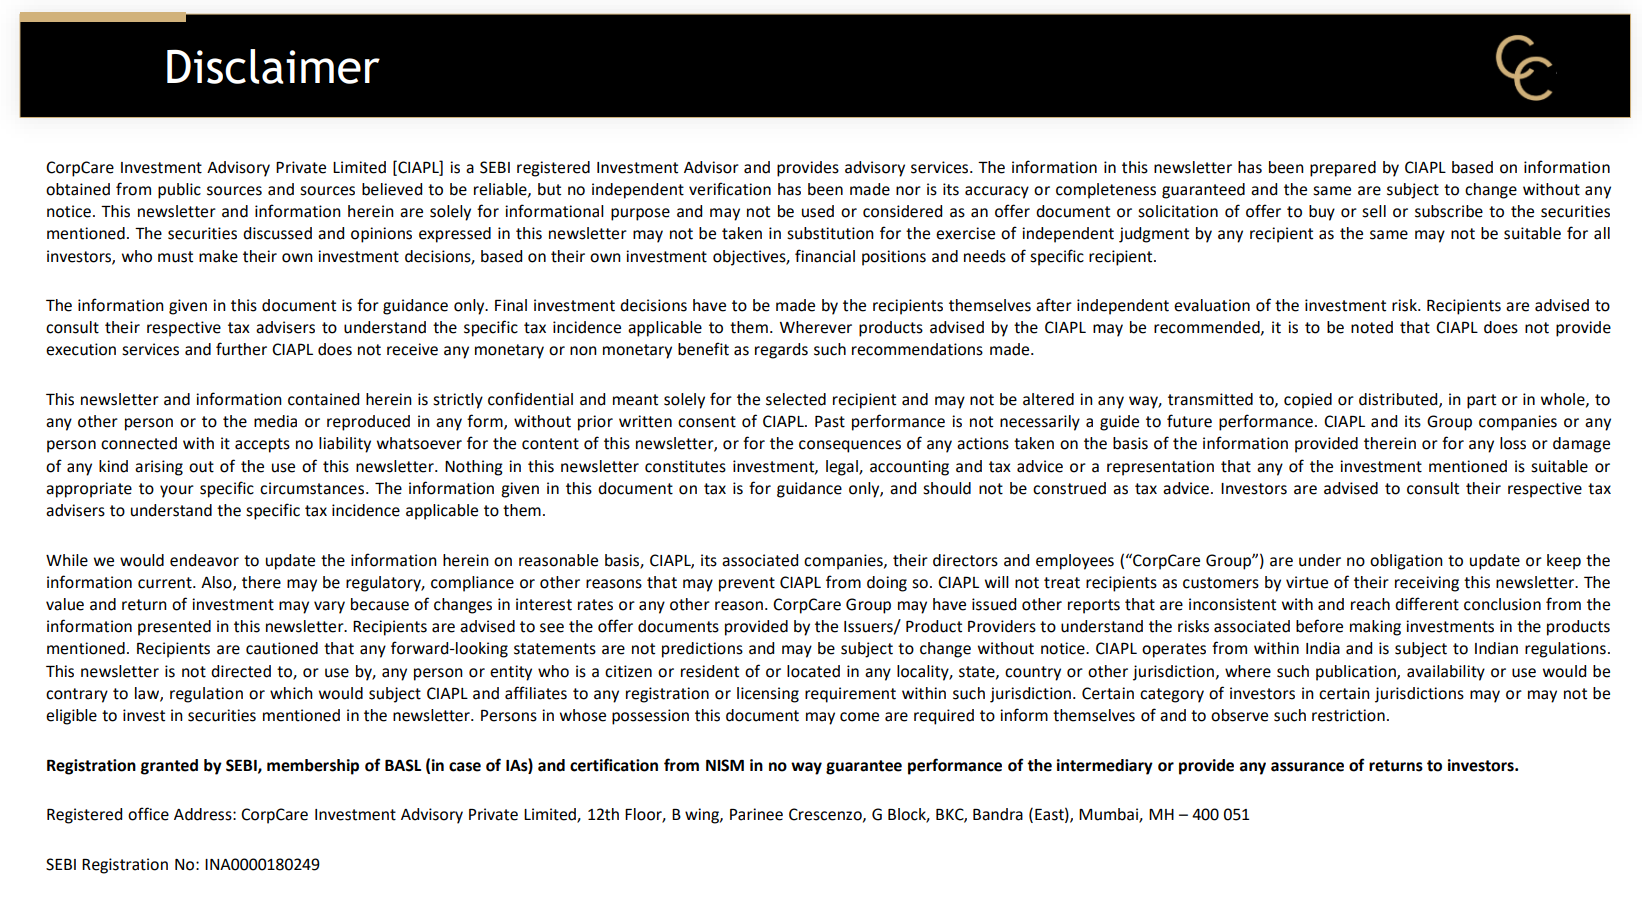 Disclaimer
CorpCare Investment Advisory Private Limited [CIAPL] is a SEBI registered Investment Advisor and provides advisory services. The information in this newsletter has been prepared by CIAPL based on information
obtained from public sources and sources believed to be reliable, but no independent verification has been made nor is its accuracy or completeness guaranteed and the same are subject to change without any
notice. This newsletter and information herein are solely for informational purpose and may not be used or considered as an offer document or solicitation of offer to buy or sell or subscribe to the securities
mentioned. The securities discussed and opinions expressed in this newsletter may not be taken in substitution for the exercise of independent judgment by any recipient as the same may not be suitable for all
investors, who must make their own investment decisions, based on their own investment objectives, financial positions and needs of specific recipient.
The information given in this document is for guidance only. Final investment decisions have to be made by the recipients themselves after independent evaluation of the investment risk. Recipients are advised to
consult their respective tax advisers to understand the specific tax incidence applicable to them. Wherever products advised by the CIAPL may be recommended, it is to be noted that CIAPL does not provide
execution services and further CIAPL does not receive any monetary or non monetary benefit as regards such recommendations made.
This newsletter and information contained herein is strictly confidential and meant solely for the selected recipient and may not be altered in any way, transmitted to, copied or distributed, in part or in whole, to
any other person or to the media or reproduced in any form, without prior written consent of CIAPL. Past performance is not necessarily a guide to future performance. CIAPL and its Group companies or any
person connected with it accepts no liability whatsoever for the content of this newsletter, or for the consequences of any actions taken on the basis of the information provided therein or for any loss or damage
of any kind arising out of the use of this newsletter. Nothing in this newsletter constitutes investment, legal, accounting and tax advice or a representation that any of the investment mentioned is suitable or
appropriate to your specific circumstances. The information given in this document on tax is for guidance only, and should not be construed as tax advice. Investors are advised to consult their respective tax
advisers to understand the specific tax incidence applicable to them.
While we would endeavor to update the information herein on reasonable basis, CIAPL, its associated companies, their directors and employees (“CorpCare Group”) are under no obligation to update or keep the
information current. Also, there may be regulatory, compliance or other reasons that may prevent CIAPL from doing so. CIAPL will not treat recipients as customers by virtue of their receiving this newsletter. The
value and return of investment may vary because of changes in interest rates or any other reason. CorpCare Group may have issued other reports that are inconsistent with and reach different conclusion from the
information presented in this newsletter. Recipients are advised to see the offer documents provided by the Issuers/ Product Providers to understand the risks associated before making investments in the products
mentioned. Recipients are cautioned that any forward-looking statements are not predictions and may be subject to change without notice. CIAPL operates from within India and is subject to Indian regulations.
This newsletter is not directed to, or use by, any person or entity who is a citizen or resident of or located in any locality, state, country or other jurisdiction, where such publication, availability or use would be
contrary to law, regulation or which would subject CIAPL and affiliates to any registration or licensing requirement within such jurisdiction. Certain category of investors in certain jurisdictions may or may not be
eligible to invest in securities mentioned in the newsletter. Persons in whose possession this document may come are required to inform themselves of and to observe such restriction.
Registration granted by SEBI, membership of BASL (in case of IAs) and certification from NISM in no way guarantee performance of the intermediary or provide any assurance of returns to investors.
Registered office Address: CorpCare Investment Advisory Private Limited, 12th Floor, B wing, Parinee Crescenzo, G Block, BKC, Bandra (East), Mumbai, MH – 400 051
SEBI Registration No: INA0000180249